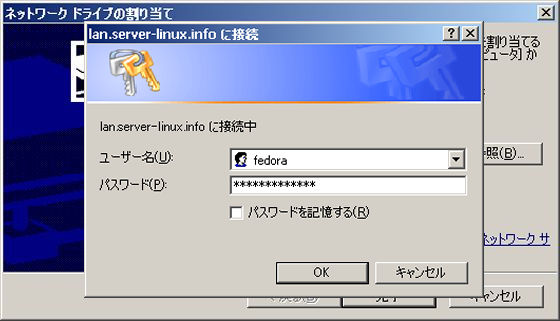 ネットワーク ドライブの割り当て
lan.server-linux.info に接続
lan.server-linux.info に接続中
ユーザー名(U):
fedora
パスワード(P):
*************
パスワードを記憶する(R)
OK
キャンセル
割り当てる
ピュータ] か
照(B)...
ネットワーク サ
完了
キャンセル